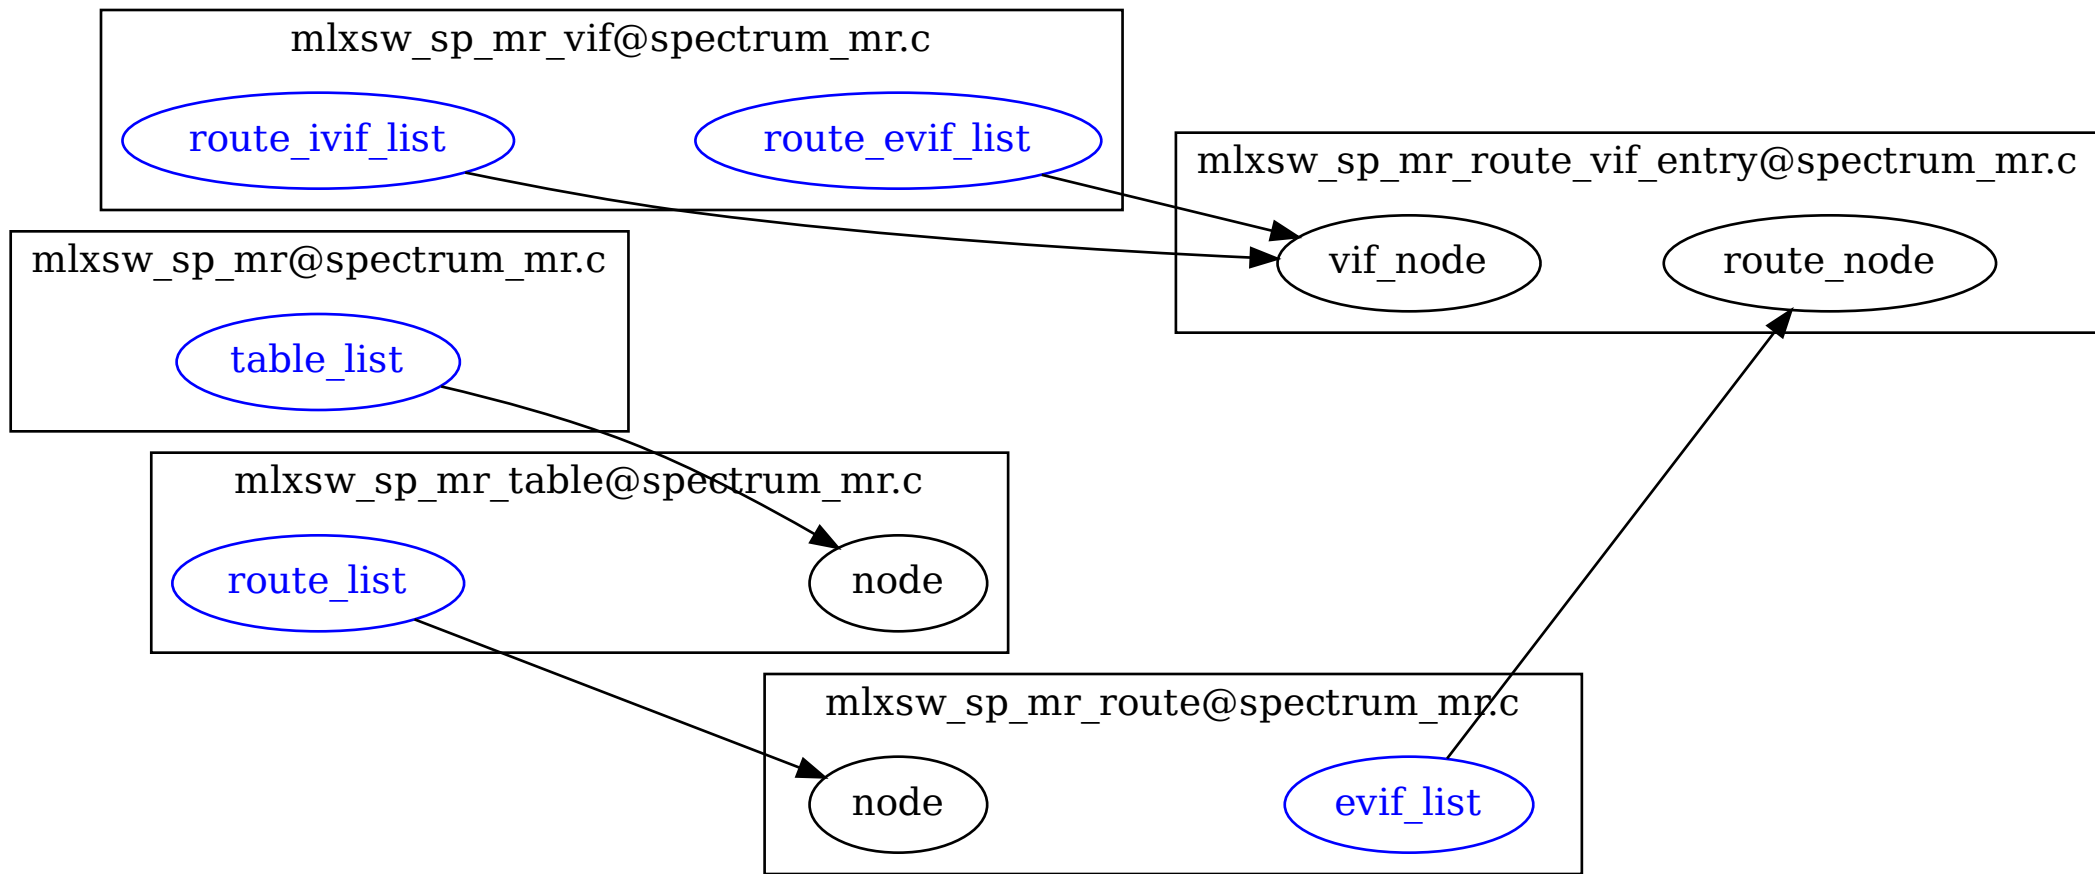 mlxsw_sp_mr_vif@spectrum_mr.c
route_ivif_list
route_evif_list
mlxsw_sp_mr_route_vif_entry@spectrum_mr.c
vif_node
route_node
mlxsw_sp_mr@spectrum_mr.c
table_list
mlxsw_sp_mr_table@spectrum_mr.c
route_list
node
mlxsw_sp_mr_route@spectrum_mr.c
node
evif_list